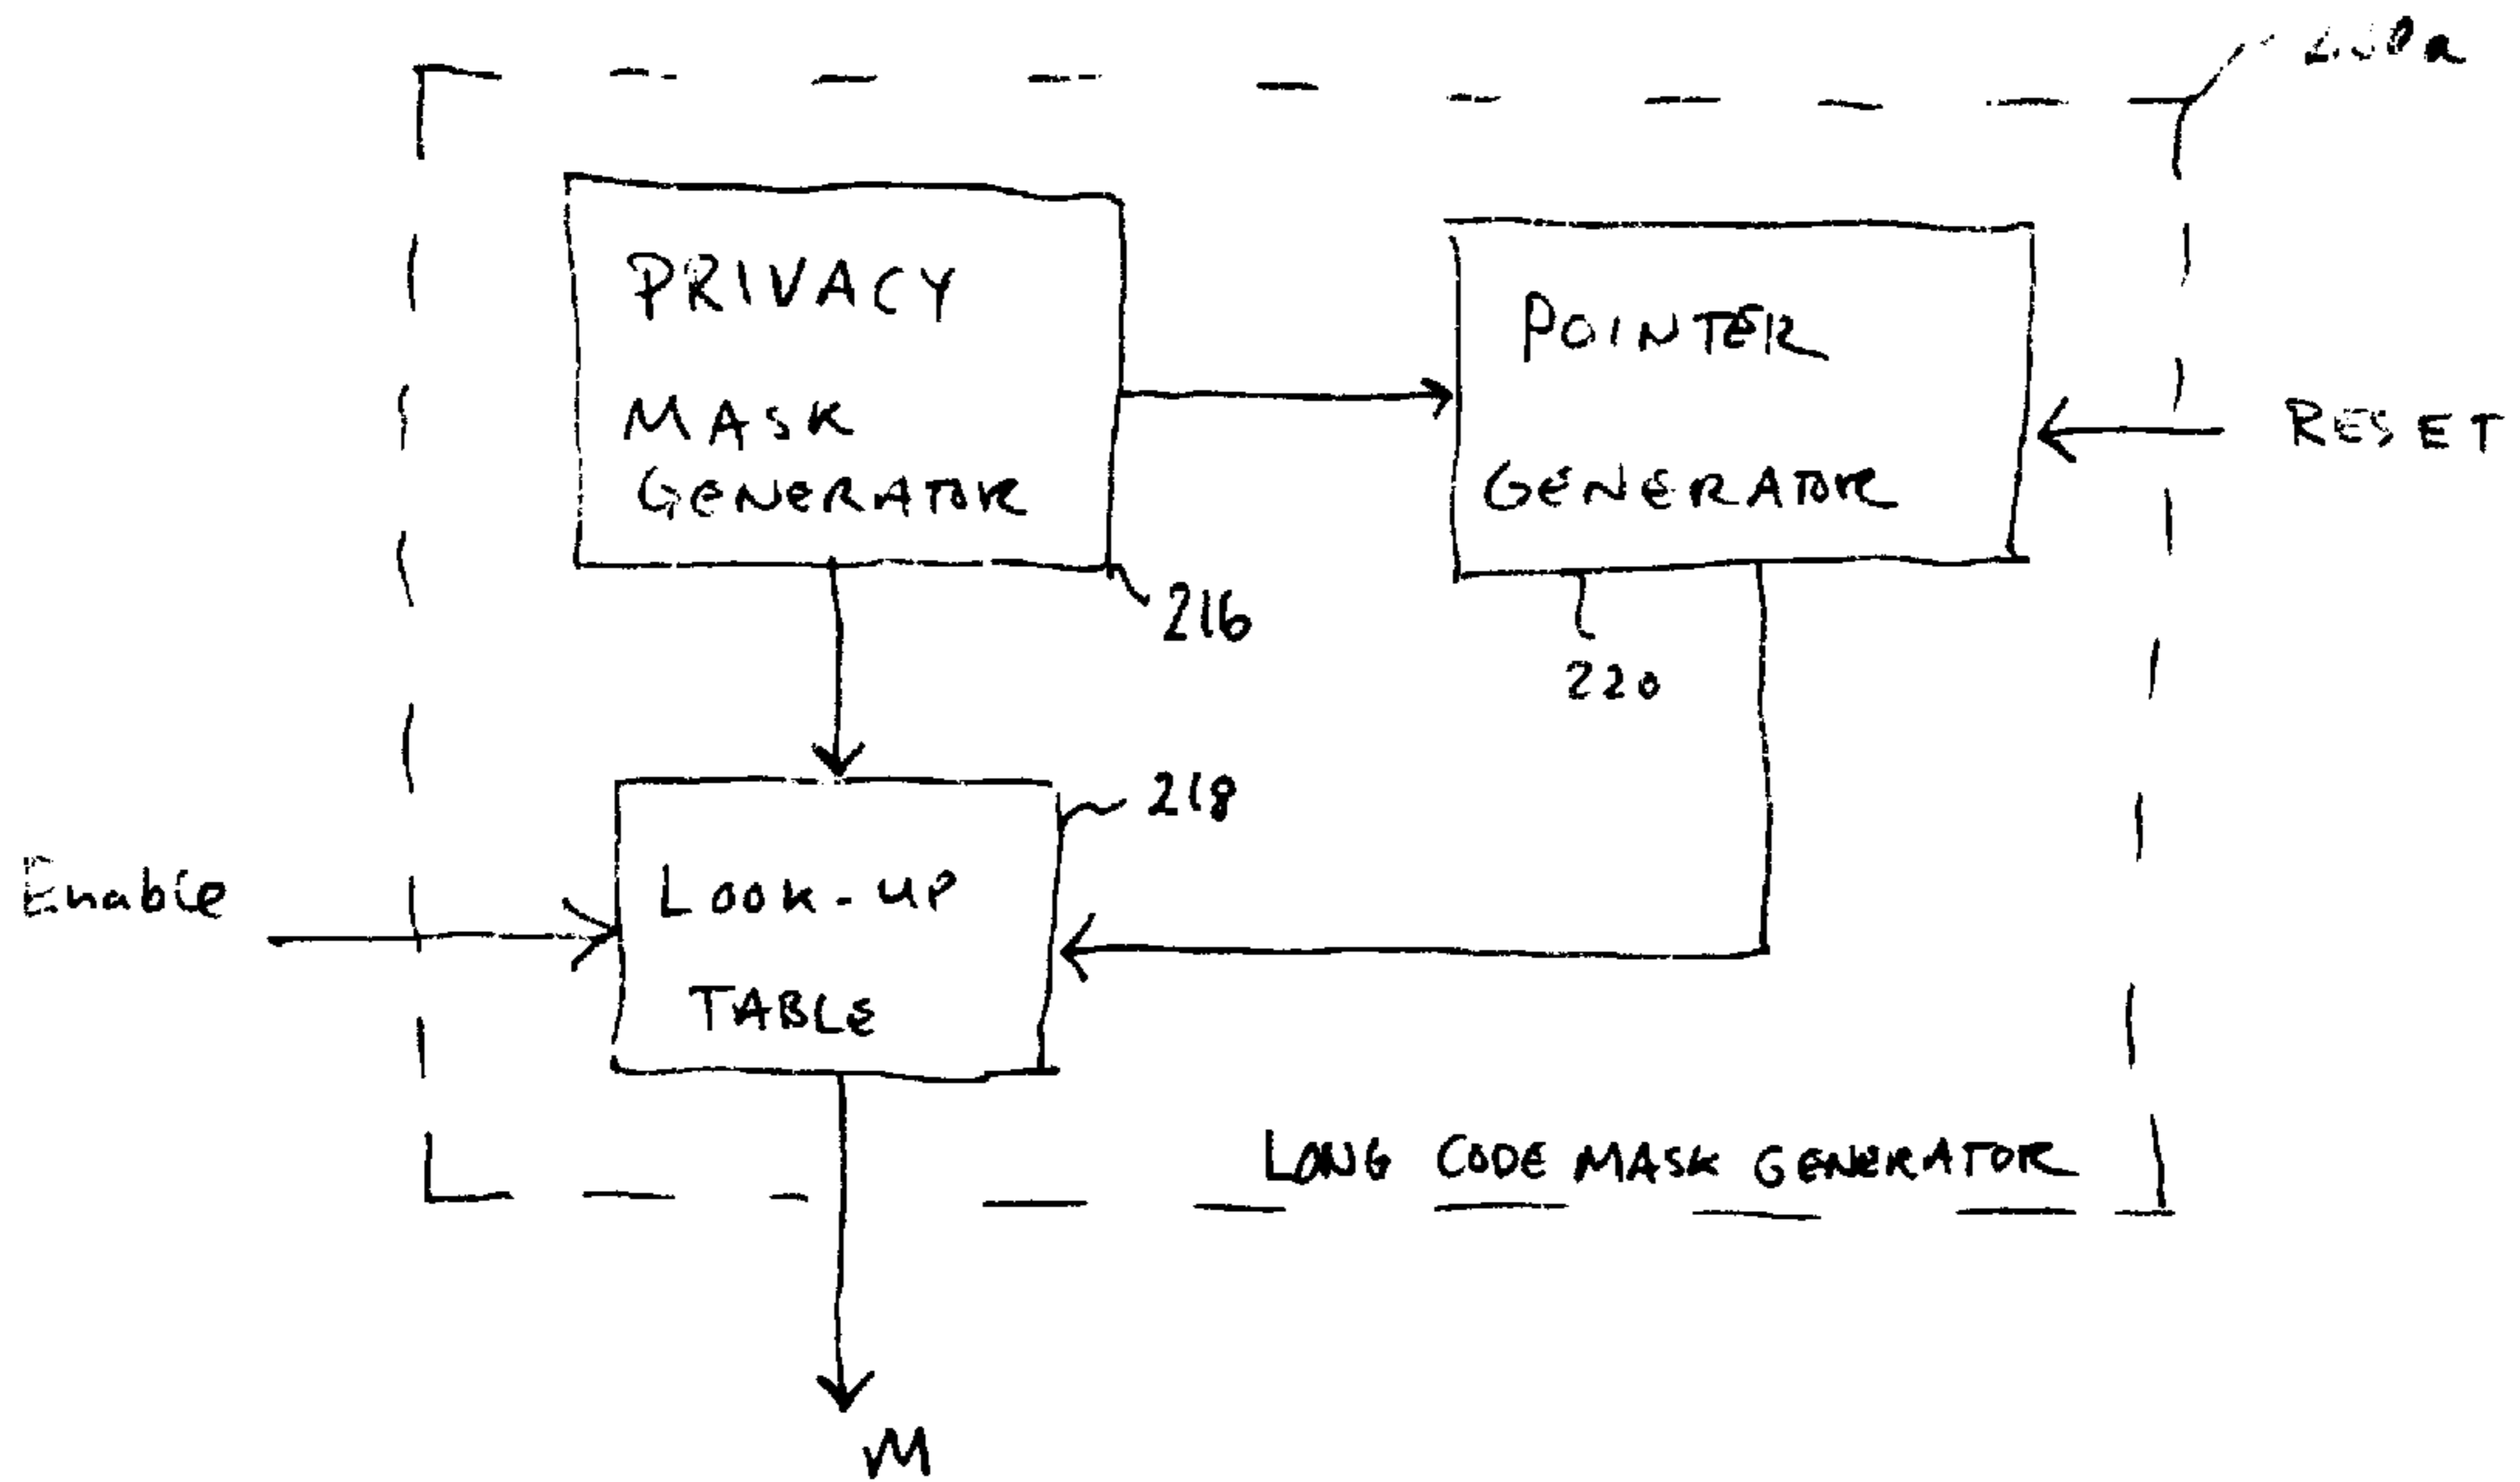 PRIVACY
MASK
GENERATOR
POINTER
GENERATOR
RESET
216
220
218
Enable
LOOK-UP
TABLE
LONG CODE MASK GENERATOR
M